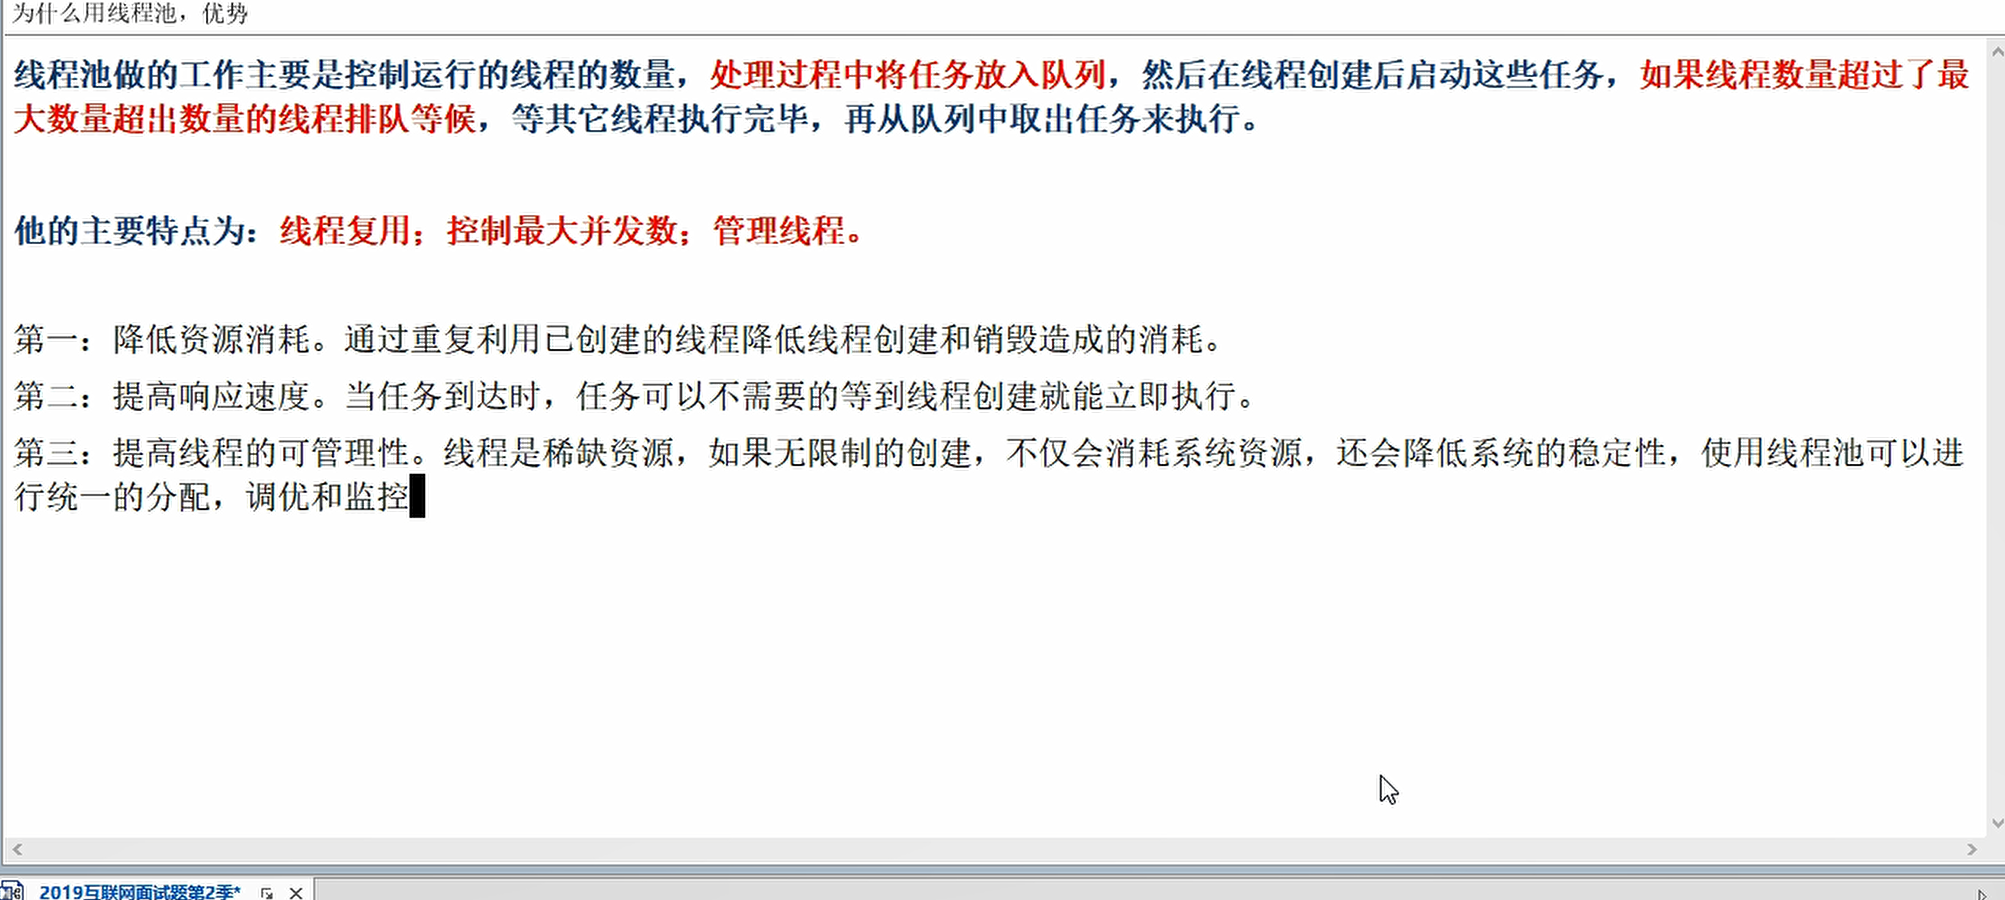 为什么用线程池，优势
线程池做的工作主要是控制运行的线程的数量，处理过程中将任务放入队列，然后在线程创建后启动这些任务，如果线程数量超过了最
大数量超出数量的线程排队等候，等其它线程执行完毕，再从队列中取出任务来执行。
他的主要特点为：线程复用；控制最大并发数；管理线程。
第一：降低资源消耗。通过重复利用已创建的线程降低线程创建和销毁造成的消耗。
第二：提高响应速度。当任务到达时，任务可以不需要的等到线程创建就能立即执行。
第三：提高线程的可管理性。线程是稀缺资源，如果无限制的创建，不仅会消耗系统资源，还会降低系统的稳定性，使用线程池可以进
行统一的分配，调优和监控
2019互联网面试题第2季*